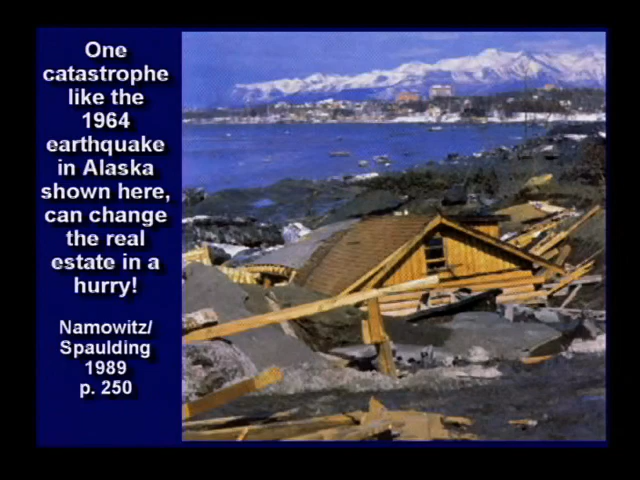 One
catastrophe
like the
1964
earthquake
in Alaska
shown here,
can change
the real
estate in a
hurry!
Namowitz/
Spaulding
1989
p. 250